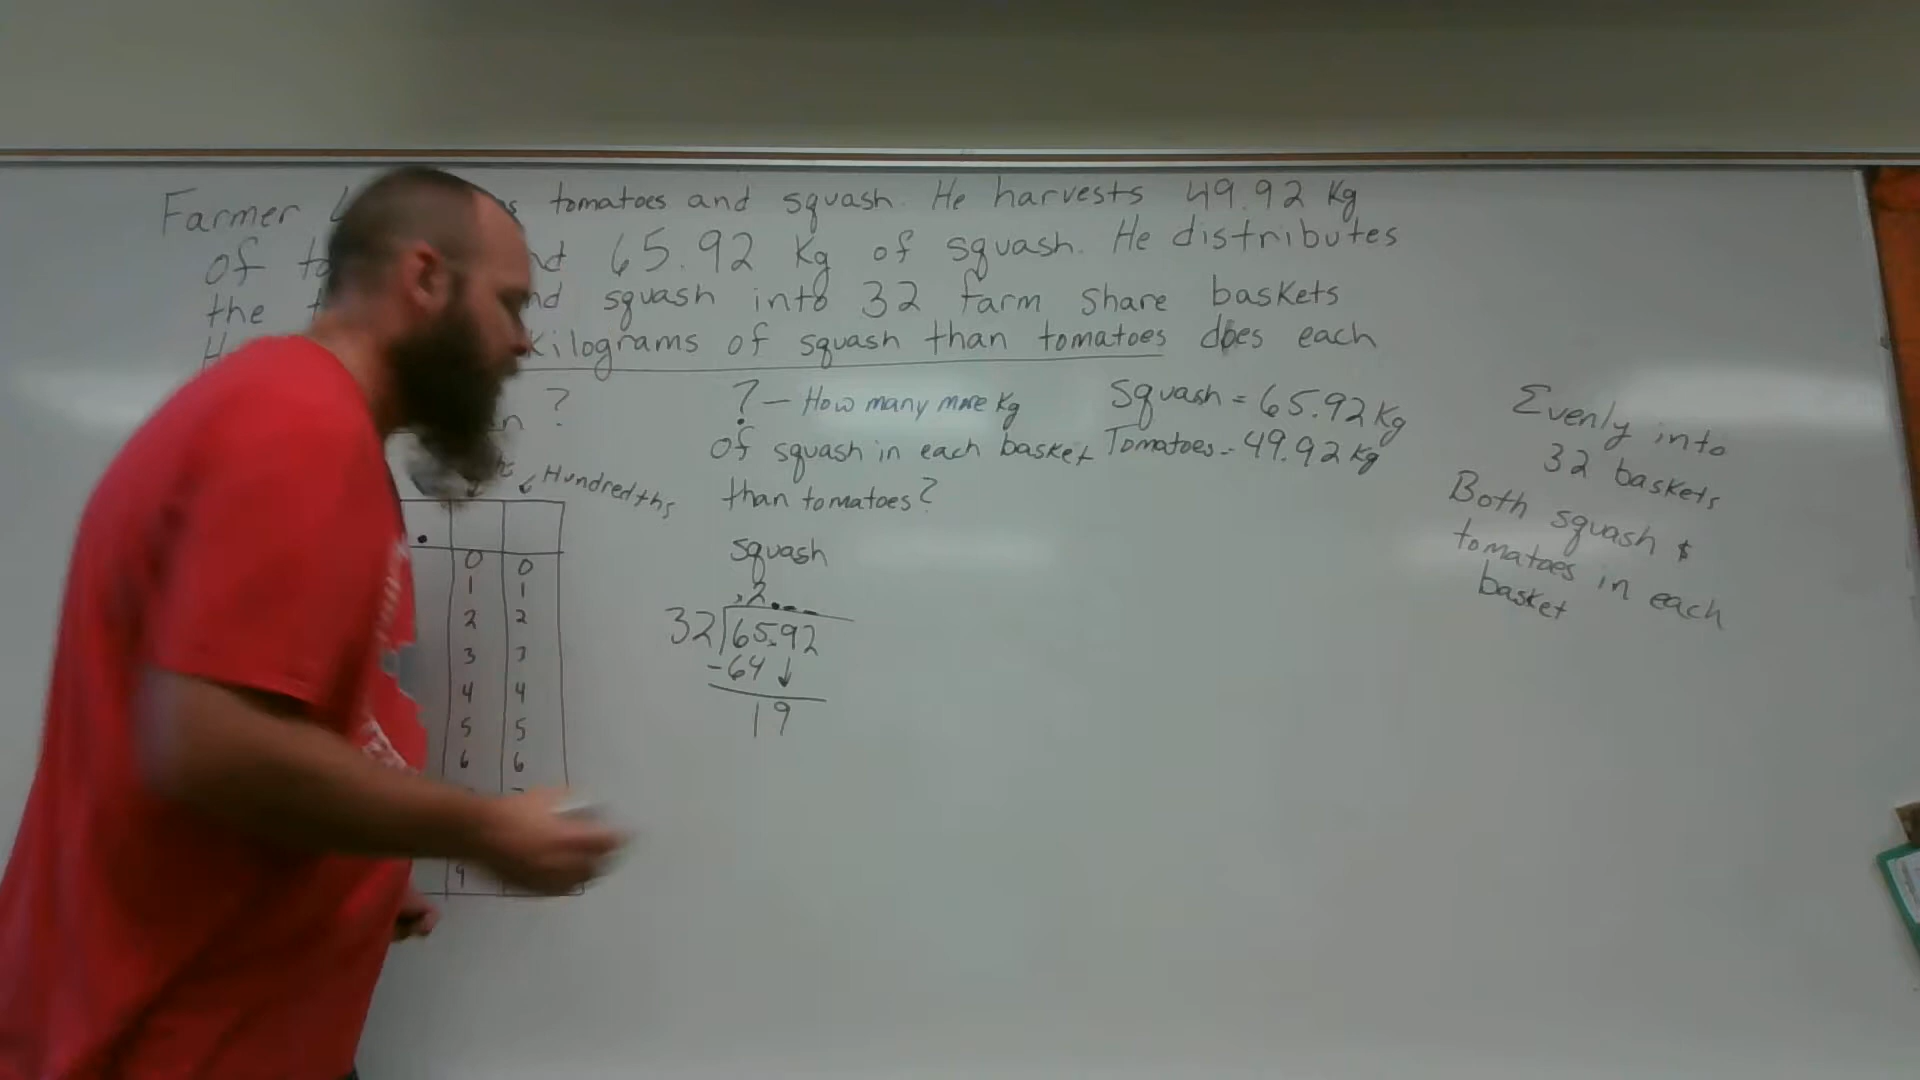 Farmer tomatoes and squash. He harvests 49.92 Kg
of 65.92 Kg of squash. He distributes
the squash into 32 farm share baskets
Kilograms of squash than tomatoes does each
?
Hundredths
.
0 0
1 1
2 2
3 3
4 4
5 5
6 6
9
? - How many more Kg
of squash in each basket
than tomatoes?
Squash = 65.92 Kg
Tomatoes = 49.92 Kg
Evenly into
32 baskets
Both squash &
tomatoes in each
basket
squash
2.
32 65.92
-64 ↓
19